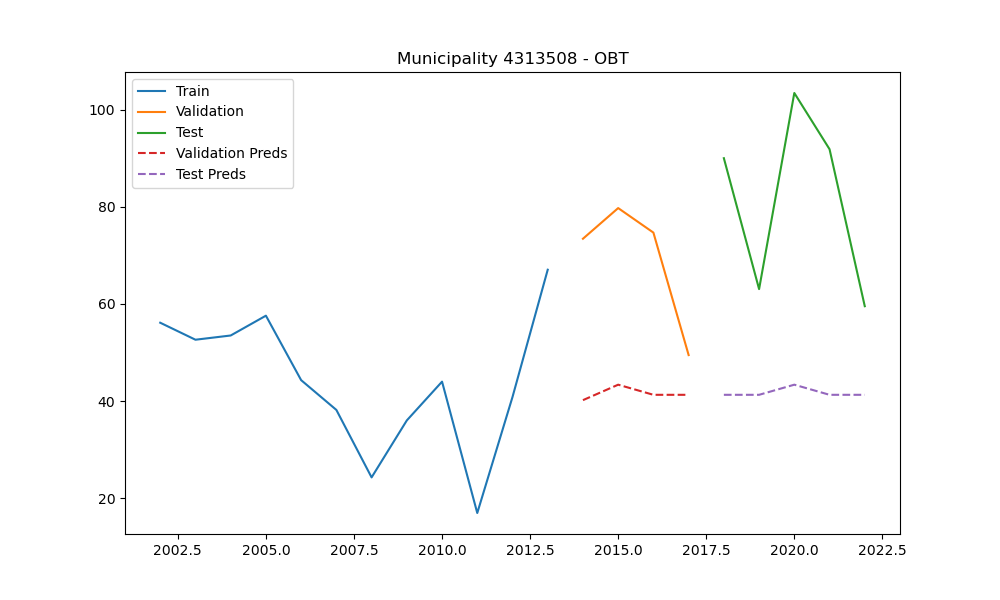 Municipality 4313508 - OBT
Train
Validation
Test
Validation Preds
Test Preds
100
80
60
40
20
2002.5 2005.0 2007.5 2010.0 2012.5 2015.0 2017.5 2020.0 2022.5